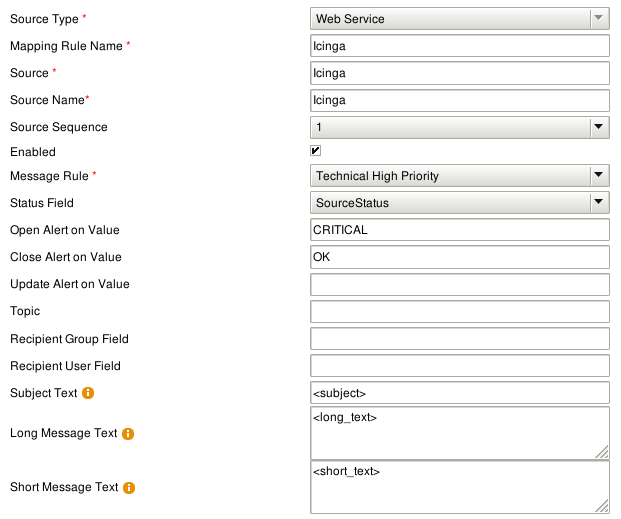 Source Type * Web Service
Mapping Rule Name * Icinga
Source * Icinga
Source Name* Icinga
Source Sequence 1
Enabled
Message Rule * Technical High Priority
Status Field SourceStatus
Open Alert on Value CRITICAL
Close Alert on Value OK
Update Alert on Value
Topic
Recipient Group Field
Recipient User Field
Subject Text <subject>
Long Message Text <long_text>
Short Message Text <short_text>